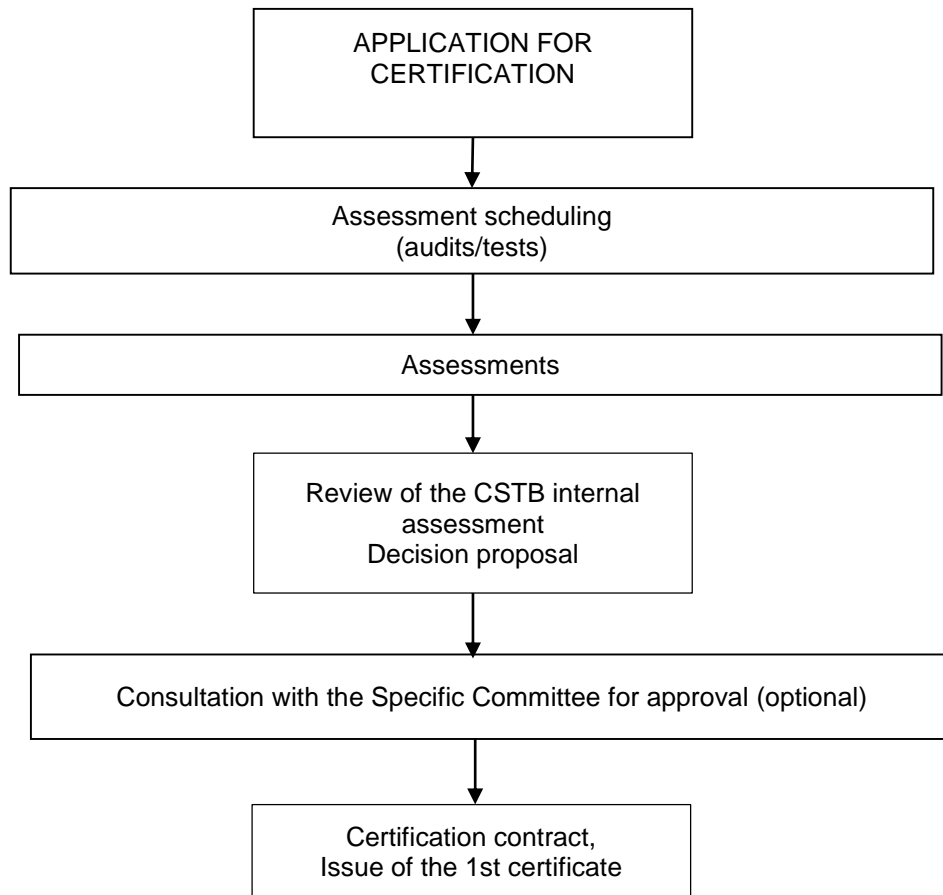 APPLICATION FOR
CERTIFICATION
Assessment scheduling
(audits/tests)
Assessments
Review of the CSTB internal
assessment
Decision proposal
Consultation with the Specific Committee for approval (optional)
Certification contract,
Issue of the 1st certificate